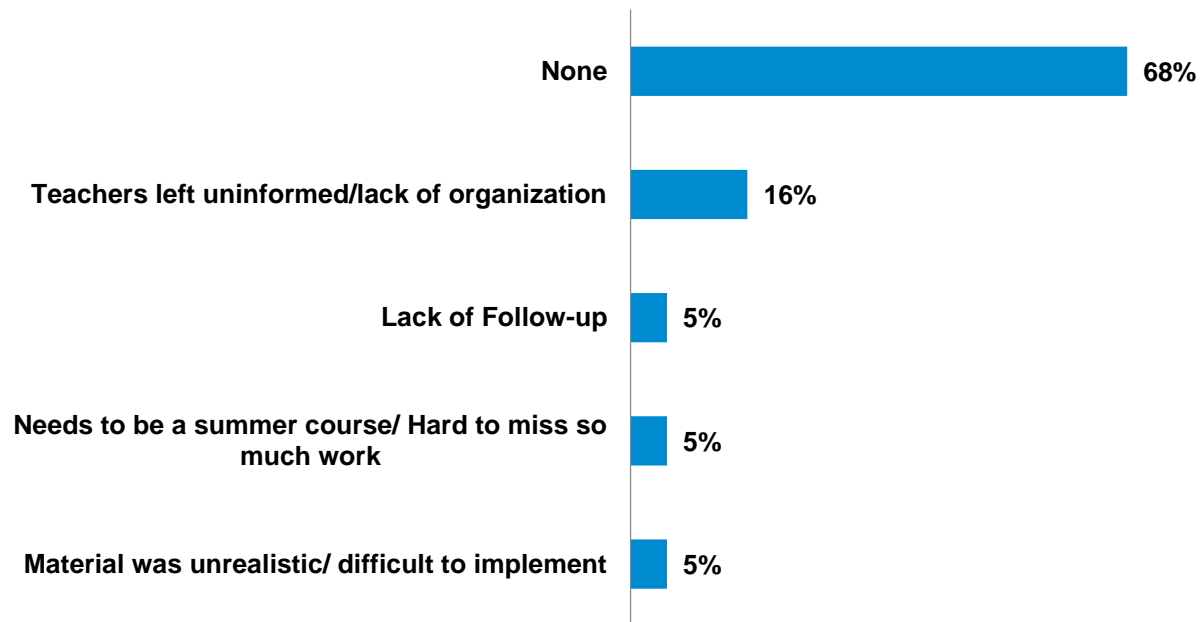 None
68%
Teachers left uninformed/lack of organization
16%
Lack of Follow-up
5%
Needs to be a summer course/ Hard to miss so
much work
5%
Material was unrealistic/ difficult to implement
5%